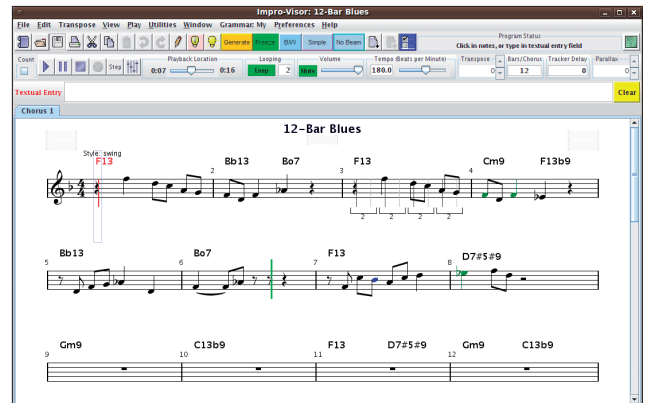 Impro-Visor: 12-Bar Blues
File Edit Transpose View Play Utilities Window Grammar: My Preferences Help
Generate Freeze B/W Simple No Beam
Program Status
Click in notes, or type in textual entry field
Count Step Playback Location 0:07 0:16 Looping Loop 2 Volume Mute Tempo (Beats per Minute) 180.0 Transpose 0 Bars/Chorus 12 Tracker Delay 0 Parallax 0
Textual Entry Clear
Chorus 1
12-Bar Blues
Style: swing
F13 Bb13 Bo7 F13 Cm9 F13b9
2 3 4
4 4
2 2 2 2
Bb13 Bo7 F13 D7#5#9
5 6 7 8
Gm9 C13b9 F13 D7#5#9 Gm9 C13b9
9 10 11 12